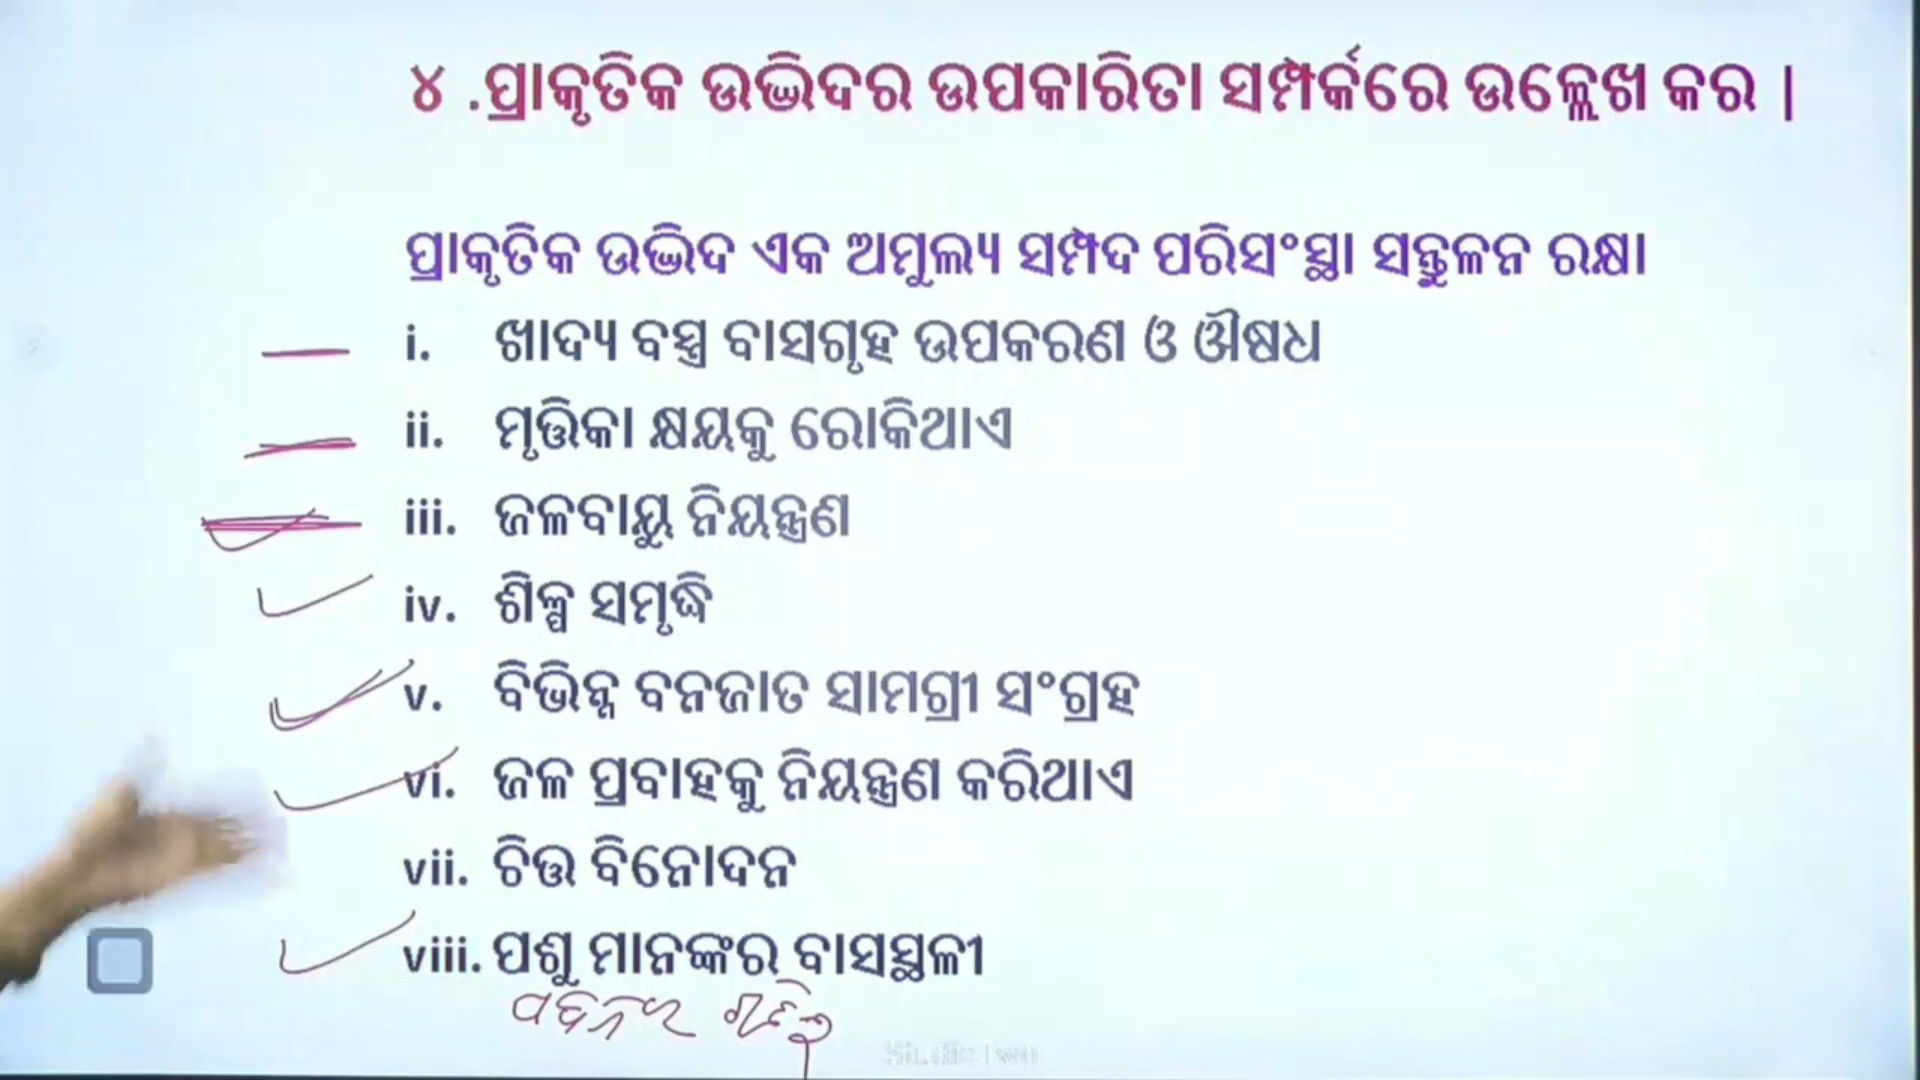 ୪ .ପ୍ରାକୃତିକ ଉଦ୍ଭିଦର ଉପକାରିତା ସମ୍ପର୍କରେ ଉଲ୍ଲେଖ କର |
ପ୍ରାକୃତିକ ଉଦ୍ଭିଦ ଏକ ଅମୁଲ୍ୟ ସମ୍ପଦ ପରିସଂସ୍ଥା ସନ୍ତୁଳନ ରକ୍ଷା
i. ଖାଦ୍ୟ ବସ୍ତ୍ର ବାସଗୃହ ଉପକରଣ ଓ ଔଷଧ
ii. ମୃତ୍ତିକା କ୍ଷୟକୁ ରୋକିଥାଏ
iii. ଜଳବାୟୁ ନିୟନ୍ତ୍ରଣ
iv. ଶିଳ୍ପ ସମୃଦ୍ଧି
v. ବିଭିନ୍ନ ବନଜାତ ସାମଗ୍ରୀ ସଂଗ୍ରହ
vi. ଜଳ ପ୍ରବାହକୁ ନିୟନ୍ତ୍ରଣ କରିଥାଏ
vii. ଚିତ୍ତ ବିନୋଦନ
viii. ପଶୁ ମାନଙ୍କର ବାସସ୍ଥଳୀ